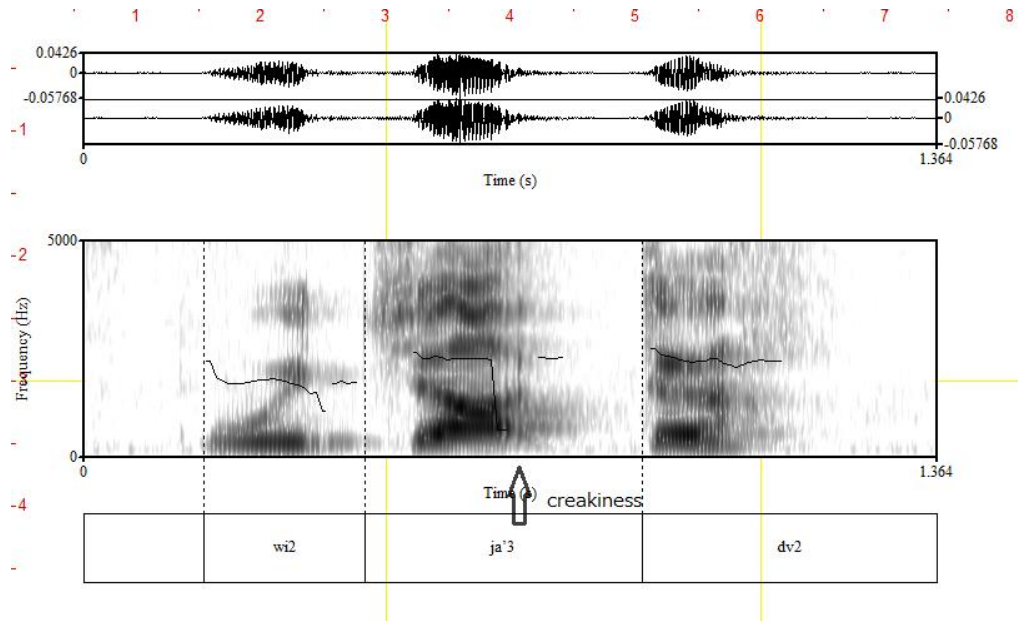 1 2 3 4 5 6 7 8
0.0426
0
-0.05768 0.0426
0
-1
-0.05768
0 1.364
Time (s)
5000
-2
Frequency (Hz)
0
0 1.364
Time (s)
-4
creakiness
wi2 ja'3 dv2